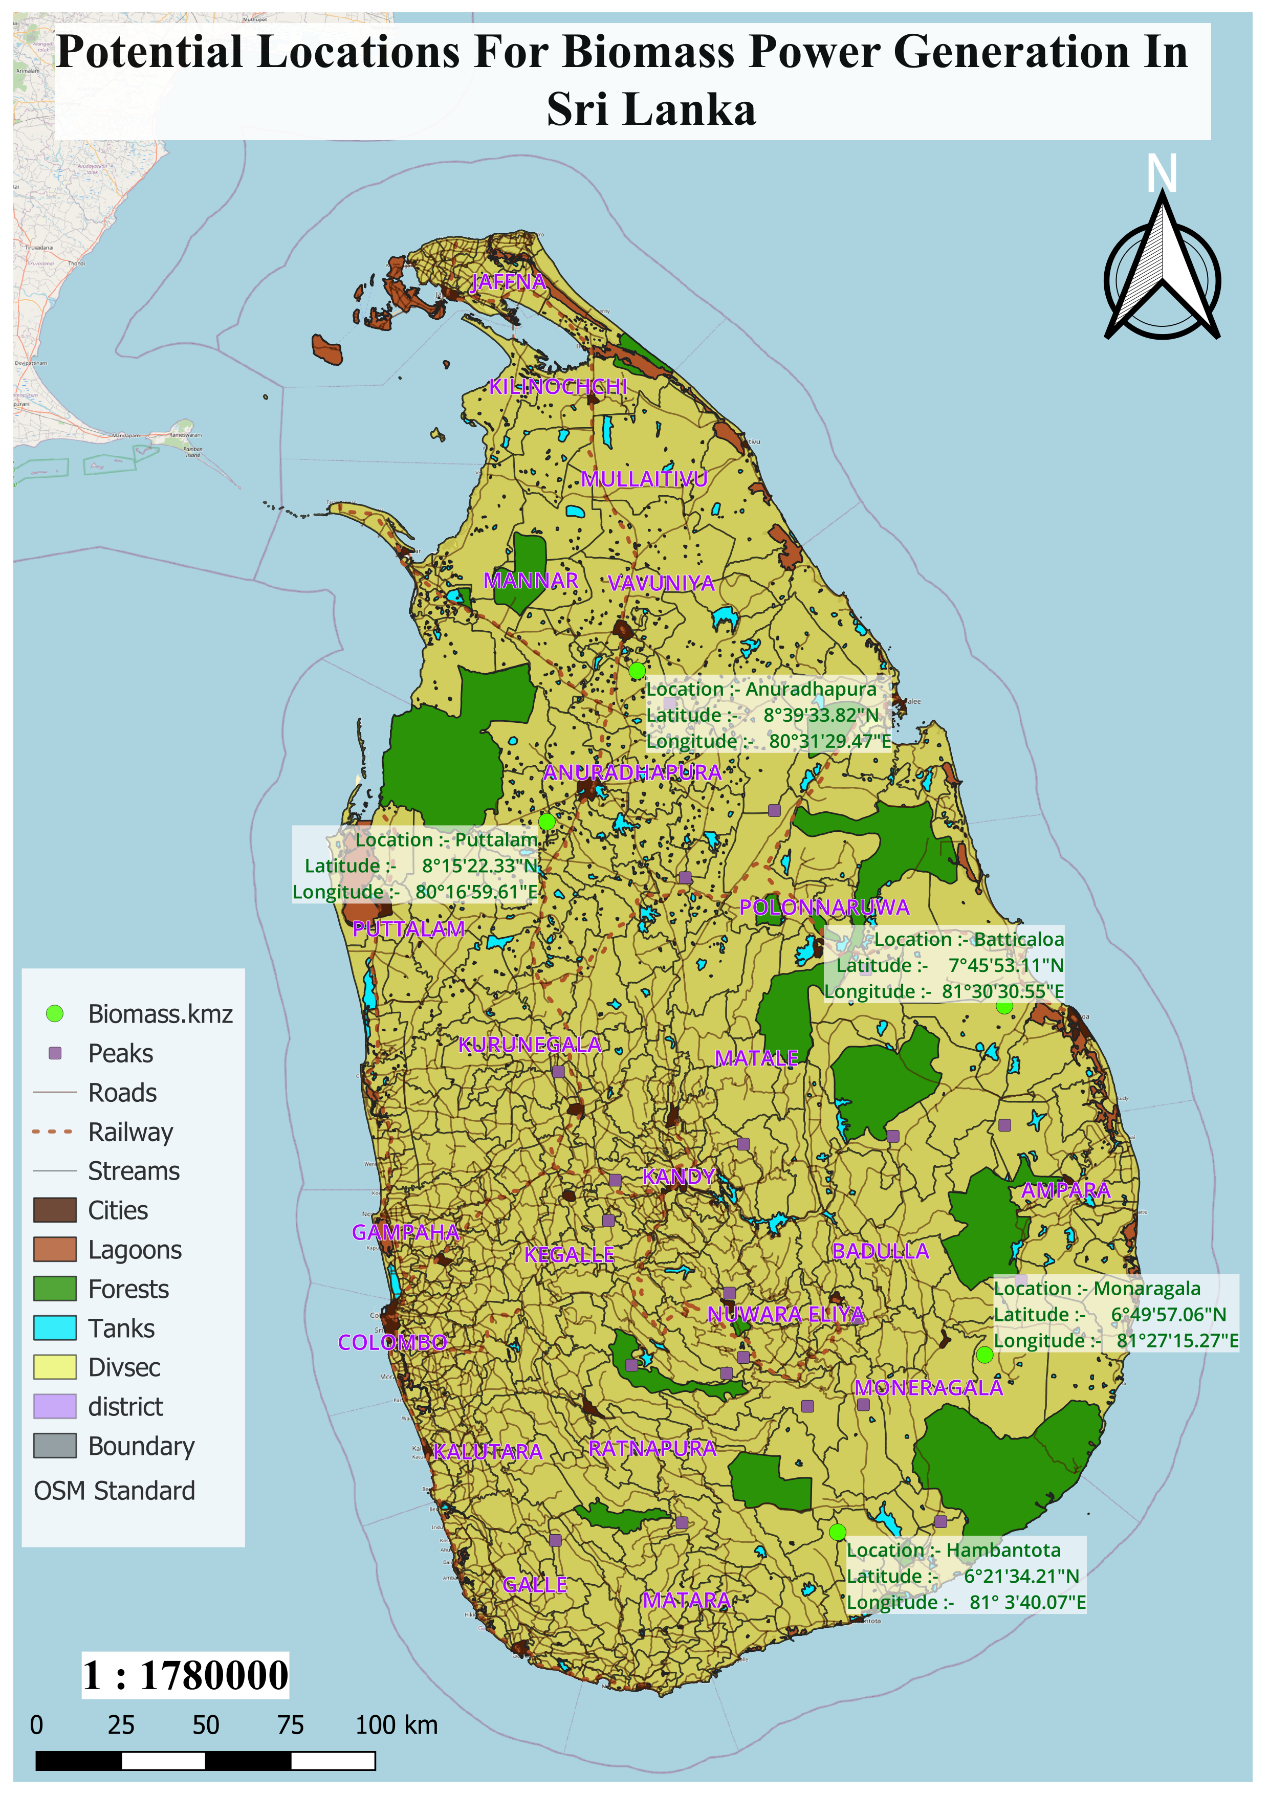 Potential Locations For Biomass Power Generation In
Sri Lanka
N
JAFFNA
KILINOCHCHI
MULLAITIVU
MANNAR
VAVUNIYA
Location :- Anuradhapura
Latitude :- 8°39'33.82"N
Longitude :- 80°31'29.47"E
ANURADHAPURA
Location :- Puttalam
Latitude :- 8°15'22.33"N
Longitude :- 80°16'59.61"E
POLONNARUWA
PUTTALAM
Location :- Batticaloa
Latitude :- 7°45'53.11"N
Longitude :- 81°30'30.55"E
KURUNEGALA
MATALE
KANDY
AMPARA
GAMPAHA
KEGALLE
BADULLA
Location :- Monaragala
Latitude :- 6°49'57.06"N
Longitude :- 81°27'15.27"E
NUWARA ELIYA
COLOMBO
MONERAGALA
KALUTARA
RATNAPURA
Location :- Hambantota
Latitude :- 6°21'34.21"N
Longitude :- 81° 3'40.07"E
GALLE
MATARA
Biomass.kmz
Peaks
Roads
Railway
Streams
Cities
Lagoons
Forests
Tanks
Divsec
district
Boundary
OSM Standard
1 : 1780000
0 25 50 75 100 km